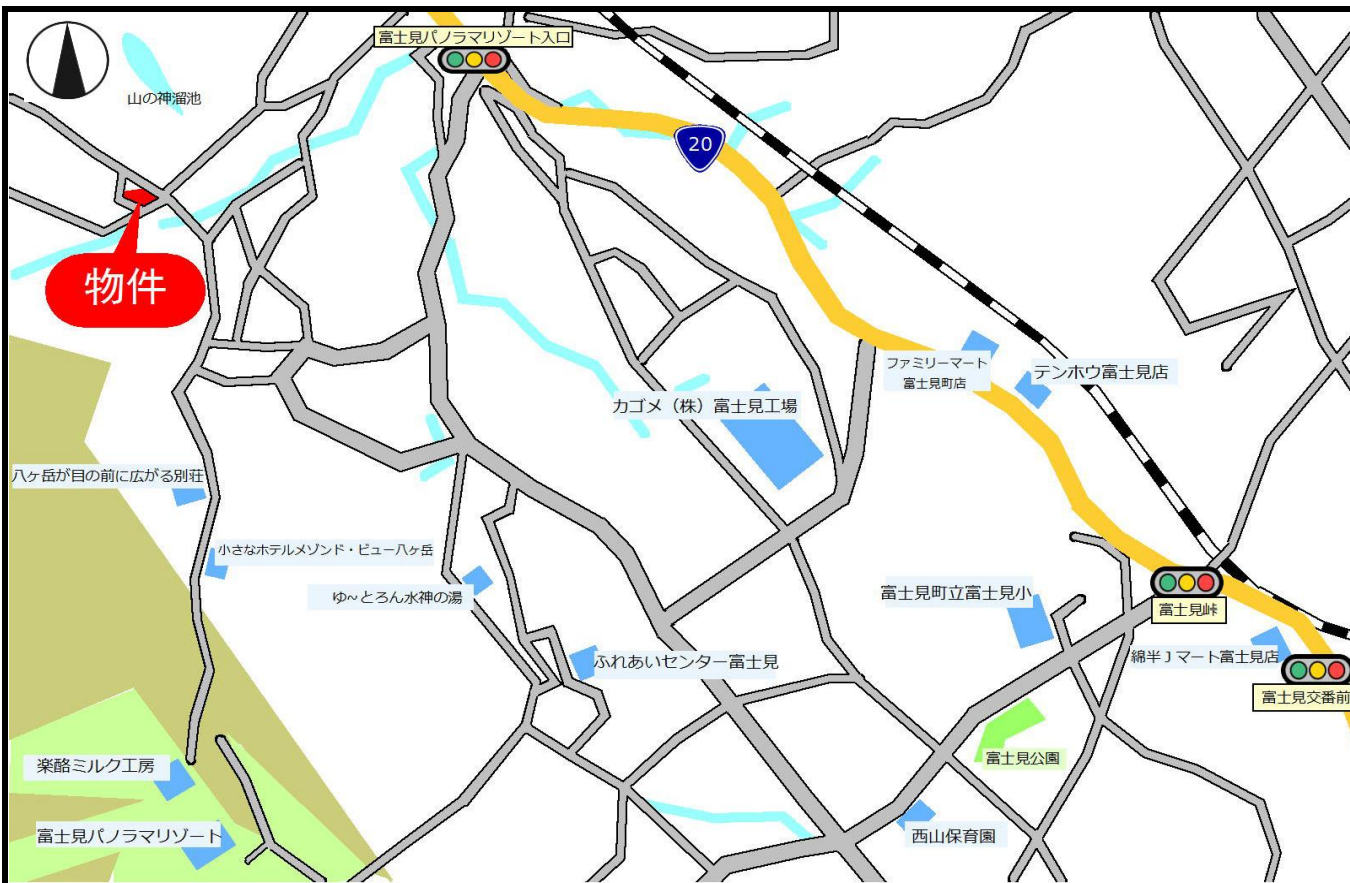 富士見パノラマリゾート入口
山の神溜池
20
物件
ファミリーマート
富士見町店
テンホウ富士見店
カゴメ（株）富士見工場
八ヶ岳が目の前に広がる別荘
小さなホテルメゾンド・ビュー八ヶ岳
ゆ~とろん水神の湯
富士見町立富士見小
富士見峠
ふれあいセンター富士見
綿半Ｊマート富士見店
富士見交番前
富士見公園
楽酪ミルク工房
富士見パノラマリゾート
西山保育園